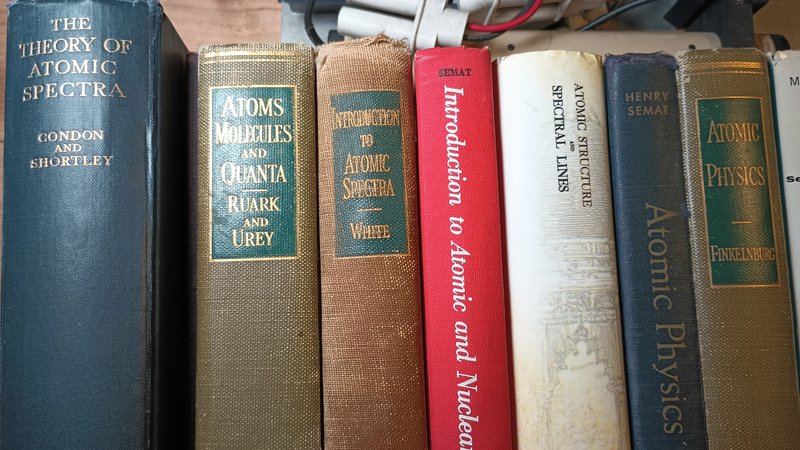 THE
THEORY OF
ATOMIC
SPECTRA
CONDON
AND
SHORTLEY
ATOMS
MOLECULES
AND
QUANTA
RUARK
AND
UREY
INTRODUCTION
TO
ATOMIC
SPECTRA
WHITE
SEMAT
Introduction to Atomic and Nuclear
ATOMIC STRUCTURE
AND
SPECTRAL LINES
HENRY
SEMAT
Atomic Physics
ATOMIC
PHYSICS
FINKELNBURG